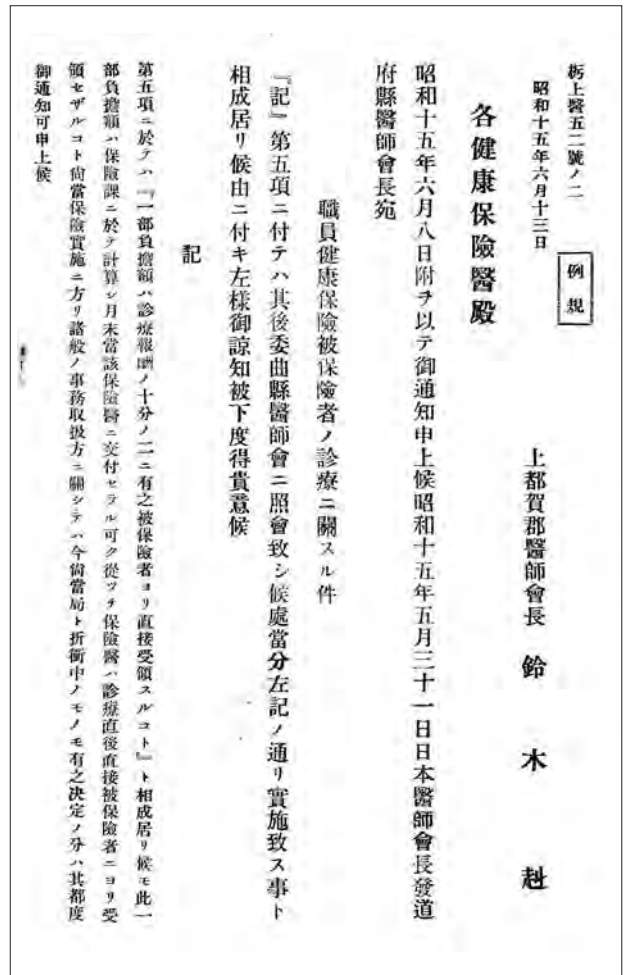 栃上醫五二號ノ二
昭和十五年六月十三日
例規
上都賀郡醫師會長 鈴木
各健康保險醫殿
昭和十五年六月八日附ヲ以テ御通知申上候昭和十五年五月三十一日日本醫師會長發道
府縣醫師會長宛
職員健康保險被保險者ノ診療ニ關スル件
『記』第五項ニ付テハ其後委曲縣醫師會ニ照會致シ候處當分左記ノ通リ實施致ス事ト
相成居リ候由ニ付キ左樣御諒知被下度得貴意候
記
第五項ニ於テハ『一部負擔額ハ診療報酬ノ十分ノ二ニ有之被保險者ヨリ直接受領スルコト』ト相成居リ候モ此一
部負擔額ハ保險課ニ於テ計算シ月末當該保險醫ニ交付セラル可ク從ツテ保險醫ハ診療直後直接被保險者ニヨリ受
領セザルコト尙當保險實施ニ方リ諸般ノ事務取扱方ニ關シテハ今尙當局ト折衝中ノモノモ有之決定ノ分ハ其都度
御通知可申上候